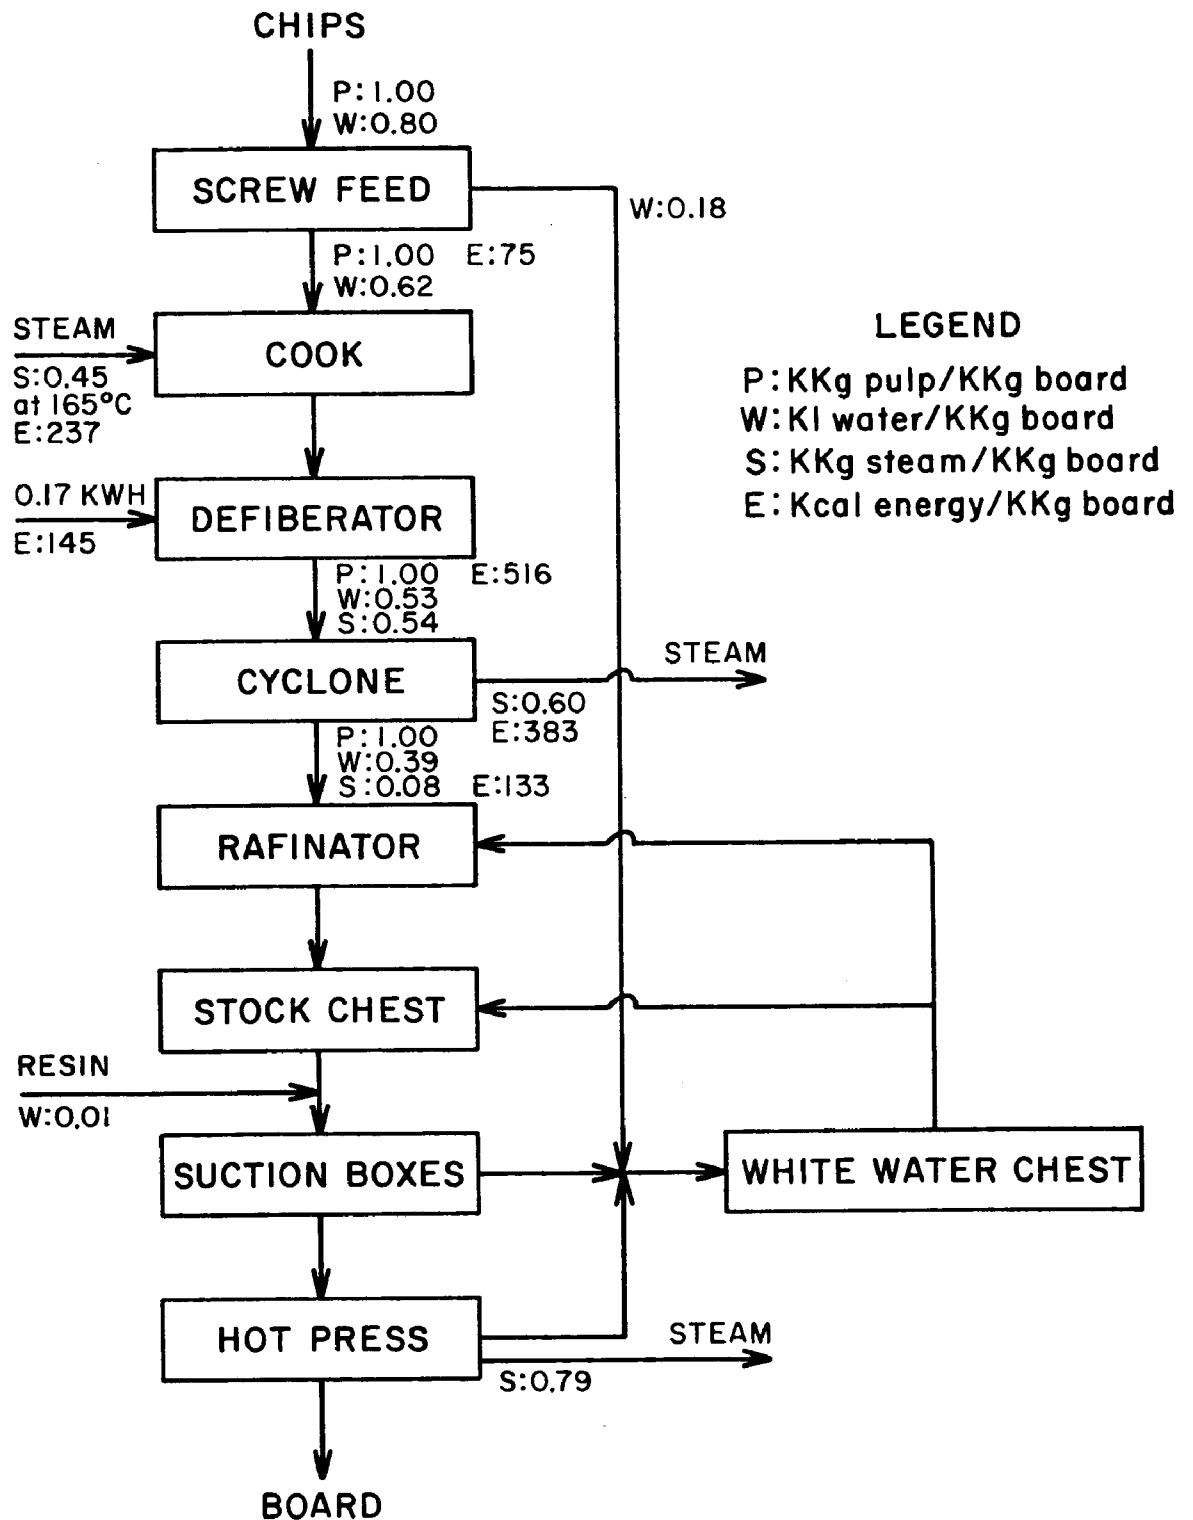 CHIPS
P:1.00
W:0.80
SCREW FEED
W:0.18
P:1.00 E:75
W:0.62
STEAM
S:0.45
at 165°C
E:237
COOK
LEGEND
P:KKg pulp/KKg board
W:Kl water/KKg board
S:KKg steam/KKg board
E:Kcal energy/KKg board
0.17 KWH
E:145
DEFIBERATOR
P:1.00 E:516
W:0.53
S:0.54
CYCLONE
STEAM
S:0.60
E:383
P:1.00
W:0.39
S:0.08 E:133
RAFINATOR
STOCK CHEST
RESIN
W:0.01
SUCTION BOXES
WHITE WATER CHEST
HOT PRESS
STEAM
S:0.79
BOARD